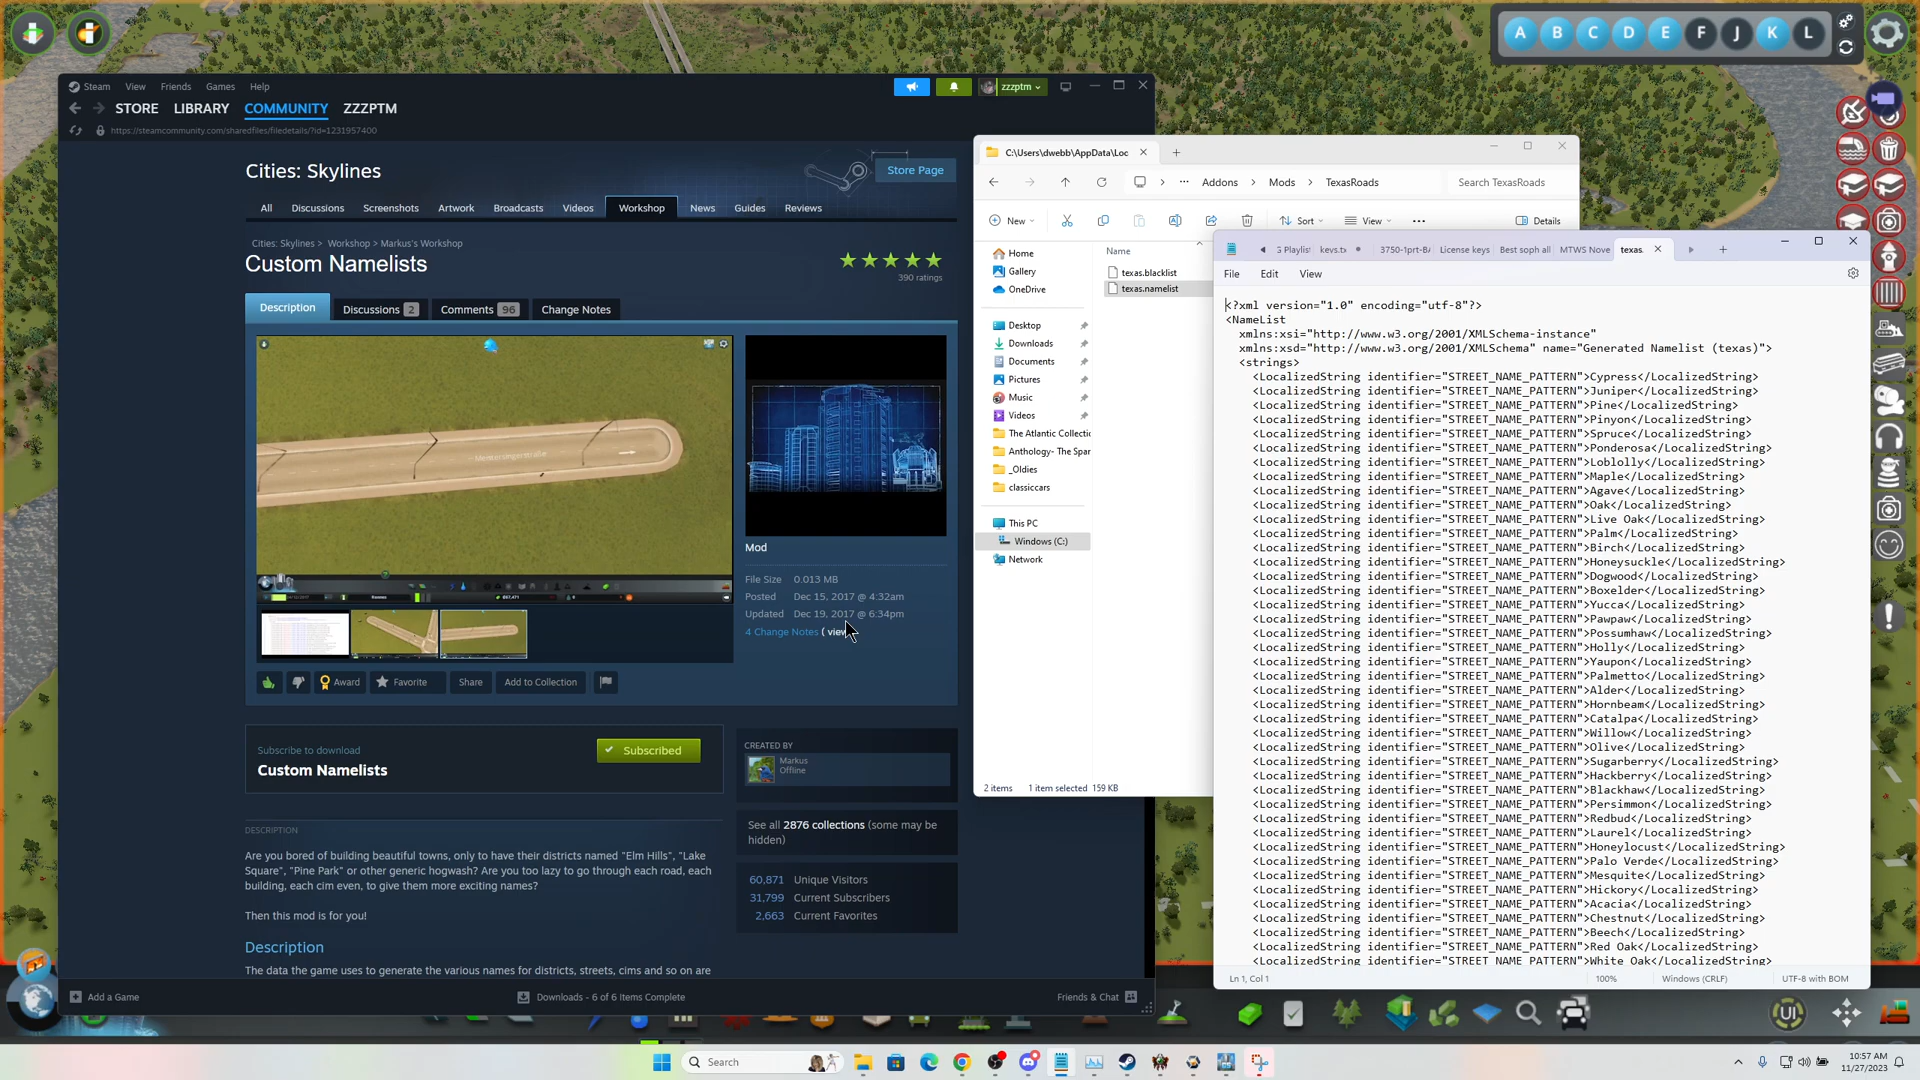 A B C D E F J K L
Steam View Friends Games Help
zzzptm
STORE LIBRARY COMMUNITY ZZZPTM
https://steamcommunity.com/sharedfiles/filedetails/?id=1231957400
Cities: Skylines
Store Page
All Discussions Screenshots Artwork Broadcasts Videos Workshop News Guides Reviews
Cities: Skylines > Workshop > Markus's Workshop
Custom Namelists
390 ratings
Description Discussions 2 Comments 96 Change Notes
Mod
File Size 0.013 MB
Posted Dec 15, 2017 @ 4:32am
Updated Dec 19, 2017 @ 6:34pm
4 Change Notes ( view
Award Favorite Share Add to Collection
Subscribe to download
Custom Namelists
Subscribed
CREATED BY
Markus
Offline
See all 2876 collections (some may be
hidden)
60,871 Unique Visitors
31,799 Current Subscribers
2,663 Current Favorites
DESCRIPTION
Are you bored of building beautiful towns, only to have their districts named "Elm Hills", "Lake
Square", "Pine Park" or other generic hogwash? Are you too lazy to go through each road, each
building, each cim even, to give them more exciting names?
Then this mod is for you!
Description
The data the game uses to generate the various names for districts, streets, cims and so on are
Add a Game
Downloads - 6 of 6 Items Complete
Friends & Chat
C:\Users\dwebb\AppData\Loc
Addons > Mods > TexasRoads
Search TexasRoads
New Sort View Details
Home
Gallery
OneDrive
Desktop
Downloads
Documents
Pictures
Music
Videos
The Atlantic Collectic
Anthology- The Spar
_Oldies
classiccars
This PC
Windows (C:)
Network
Name
texas.blacklist
texas.namelist
2 items 1 item selected 159 KB
G Playlist kevs.tx 3750-1prt-BA License keys Best soph all MTWS Nove texas.
File Edit View
<?xml version="1.0" encoding="utf-8"?>
<NameList
xmlns:xsi="http://www.w3.org/2001/XMLSchema-instance"
xmlns:xsd="http://www.w3.org/2001/XMLSchema" name="Generated Namelist (texas)">
<strings>
<LocalizedString identifier="STREET_NAME_PATTERN">Cypress</LocalizedString>
<LocalizedString identifier="STREET_NAME_PATTERN">Juniper</LocalizedString>
<LocalizedString identifier="STREET_NAME_PATTERN">Pine</LocalizedString>
<LocalizedString identifier="STREET_NAME_PATTERN">Pinyon</LocalizedString>
<LocalizedString identifier="STREET_NAME_PATTERN">Spruce</LocalizedString>
<LocalizedString identifier="STREET_NAME_PATTERN">Ponderosa</LocalizedString>
<LocalizedString identifier="STREET_NAME_PATTERN">Loblolly</LocalizedString>
<LocalizedString identifier="STREET_NAME_PATTERN">Maple</LocalizedString>
<LocalizedString identifier="STREET_NAME_PATTERN">Agave</LocalizedString>
<LocalizedString identifier="STREET_NAME_PATTERN">Oak</LocalizedString>
<LocalizedString identifier="STREET_NAME_PATTERN">Live Oak</LocalizedString>
<LocalizedString identifier="STREET_NAME_PATTERN">Palm</LocalizedString>
<LocalizedString identifier="STREET_NAME_PATTERN">Birch</LocalizedString>
<LocalizedString identifier="STREET_NAME_PATTERN">Honeysuckle</LocalizedString>
<LocalizedString identifier="STREET_NAME_PATTERN">Dogwood</LocalizedString>
<LocalizedString identifier="STREET_NAME_PATTERN">Boxelder</LocalizedString>
<LocalizedString identifier="STREET_NAME_PATTERN">Yucca</LocalizedString>
<LocalizedString identifier="STREET_NAME_PATTERN">Pawpaw</LocalizedString>
<LocalizedString identifier="STREET_NAME_PATTERN">Possumhaw</LocalizedString>
<LocalizedString identifier="STREET_NAME_PATTERN">Holly</LocalizedString>
<LocalizedString identifier="STREET_NAME_PATTERN">Yaupon</LocalizedString>
<LocalizedString identifier="STREET_NAME_PATTERN">Palmetto</LocalizedString>
<LocalizedString identifier="STREET_NAME_PATTERN">Alder</LocalizedString>
<LocalizedString identifier="STREET_NAME_PATTERN">Hornbeam</LocalizedString>
<LocalizedString identifier="STREET_NAME_PATTERN">Catalpa</LocalizedString>
<LocalizedString identifier="STREET_NAME_PATTERN">Willow</LocalizedString>
<LocalizedString identifier="STREET_NAME_PATTERN">Olive</LocalizedString>
<LocalizedString identifier="STREET_NAME_PATTERN">Sugarberry</LocalizedString>
<LocalizedString identifier="STREET_NAME_PATTERN">Hackberry</LocalizedString>
<LocalizedString identifier="STREET_NAME_PATTERN">Blackhaw</LocalizedString>
<LocalizedString identifier="STREET_NAME_PATTERN">Persimmon</LocalizedString>
<LocalizedString identifier="STREET_NAME_PATTERN">Redbud</LocalizedString>
<LocalizedString identifier="STREET_NAME_PATTERN">Laurel</LocalizedString>
<LocalizedString identifier="STREET_NAME_PATTERN">Honeylocust</LocalizedString>
<LocalizedString identifier="STREET_NAME_PATTERN">Palo Verde</LocalizedString>
<LocalizedString identifier="STREET_NAME_PATTERN">Mesquite</LocalizedString>
<LocalizedString identifier="STREET_NAME_PATTERN">Hickory</LocalizedString>
<LocalizedString identifier="STREET_NAME_PATTERN">Acacia</LocalizedString>
<LocalizedString identifier="STREET_NAME_PATTERN">Chestnut</LocalizedString>
<LocalizedString identifier="STREET_NAME_PATTERN">Beech</LocalizedString>
<LocalizedString identifier="STREET_NAME_PATTERN">Red Oak</LocalizedString>
<LocalizedString identifier="STREET_NAME_PATTERN">White Oak</LocalizedString>
Ln 1, Col 1 100% Windows (CRLF) UTF-8 with BOM
UI
Search
10:57 AM
11/27/2023